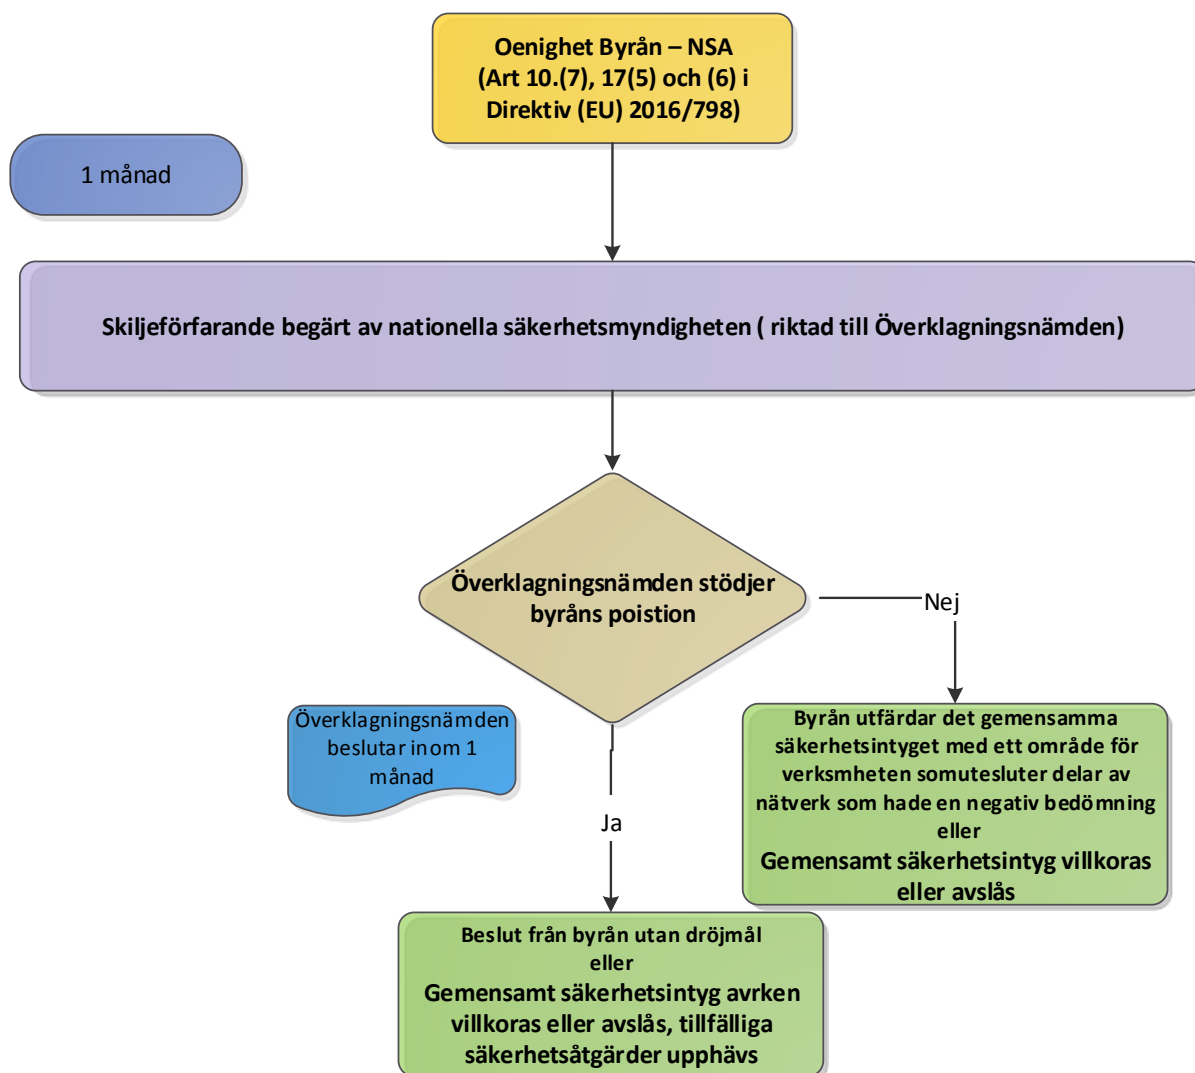 Oenighet Byrån – NSA
(Art 10.(7), 17(5) och (6) i
Direktiv (EU) 2016/798)
1 månad
Skiljeförfarande begärt av nationella säkerhetsmyndigheten ( riktad till Överklagningsnämden)
Överklagningsnämden stödjer
byråns poistion
Nej
Överklagningsnämden
beslutar inom 1
månad
Byrån utfärdar det gemensamma
säkerhetsintyget med ett område för
verksmheten somutesluter delar av
nätverk som hade en negativ bedömning
eller
Gemensamt säkerhetsintyg villkoras
eller avslås
Ja
Beslut från byrån utan dröjmål
eller
Gemensamt säkerhetsintyg avrken
villkoras eller avslås, tillfälliga
säkerhetsåtgärder upphävs